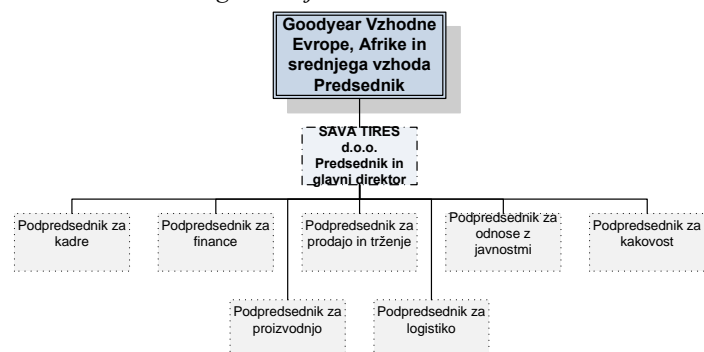 Goodyear Vzhodne
Evrope, Afrike in
srednjega vzhoda
Predsednik
SAVA TIRES
d.o.o.
Predsednik in
glavni direktor
Podpredsednik za
kadre
Podpredsednik za
finance
Podpredsednik za
prodajo in trženje
Podpredsednik za
odnose z
javnostmi
Podpredsednik za
kakovost
Podpredsednik za
proizvodnjo
Podpredsednik za
logistiko